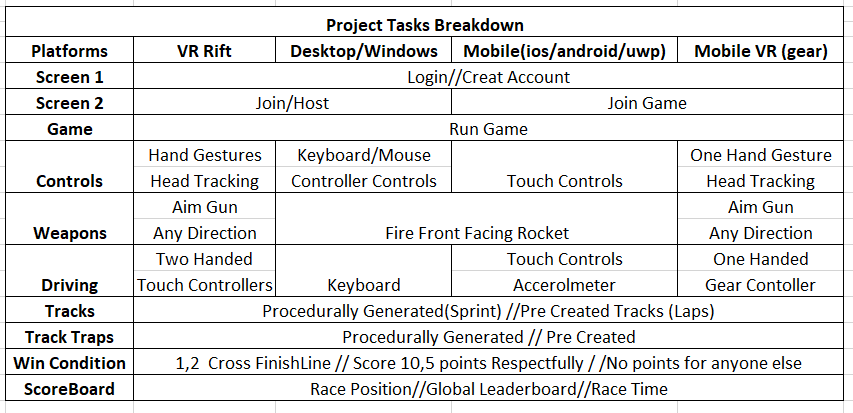 Project Tasks Breakdown
Platforms VR Rift Desktop/Windows Mobile(ios/android/uwp) Mobile VR (gear)
Screen 1 Login//Creat Account
Screen 2 Join/Host Join Game
Game Run Game
Hand Gestures Keyboard/Mouse One Hand Gesture
Controls Head Tracking Controller Controls Touch Controls Head Tracking
Aim Gun Aim Gun
Weapons Any Direction Fire Front Facing Rocket Any Direction
Two Handed Touch Controls One Handed
Driving Touch Controllers Keyboard Accerolmeter Gear Contoller
Tracks Procedurally Generated(Sprint) //Pre Created Tracks (Laps)
Track Traps Procedurally Generated // Pre Created
Win Condition 1,2 Cross FinishLine // Score 10,5 points Respectfully / /No points for anyone else
ScoreBoard Race Position//Global Leaderboard//Race Time